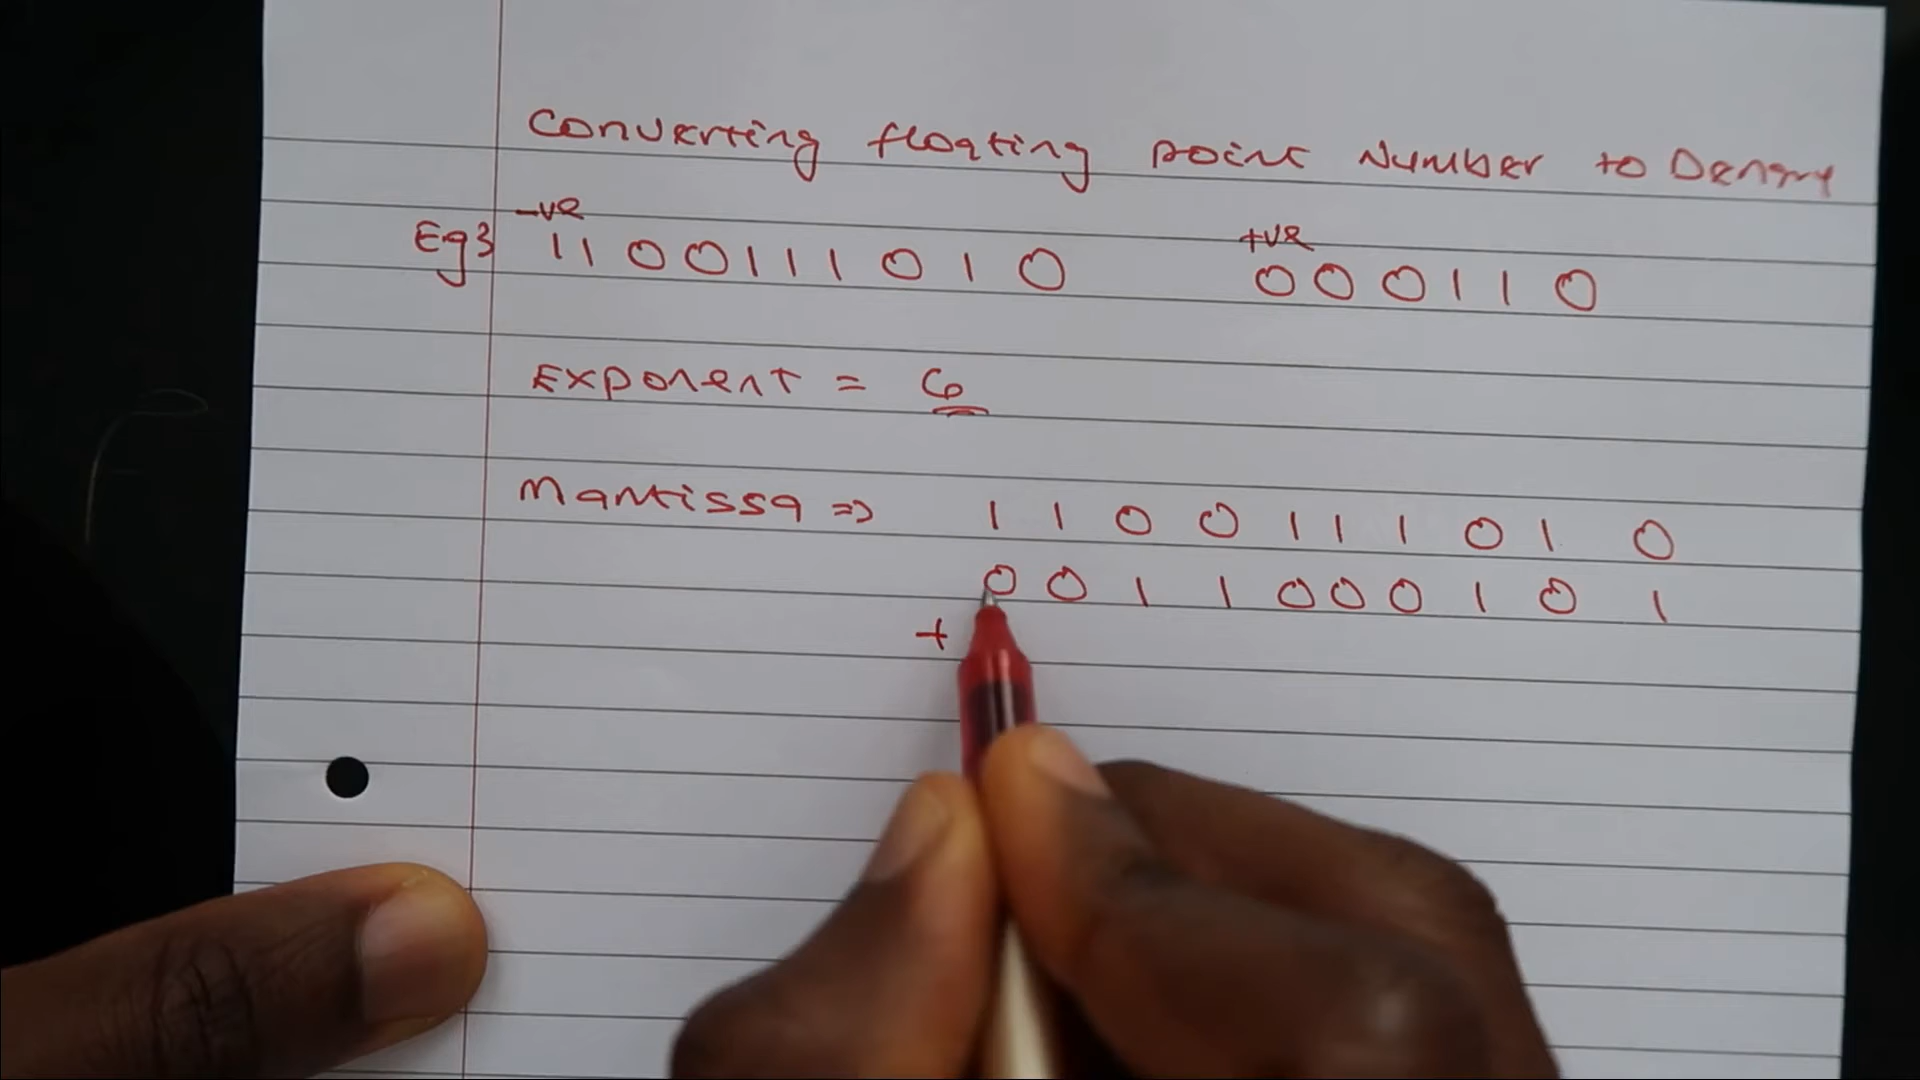 Converting floating point Number to Denary
-ve +ve
Eg3 1100111010 000110
Exponent = 6
Mantissa => 1100111010
0011000101
+